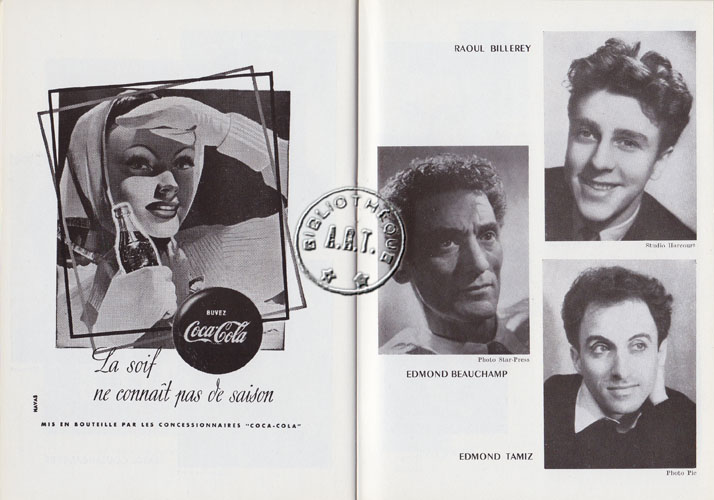 BUVEZ
Coca-Cola
La soif
ne connaît pas de saison
HAVAS
MIS EN BOUTEILLE PAR LES CONCESSIONNAIRES "COCA-COLA"
BIBLIOTHEQUE
A.R.T.
RAOUL BILLEREY
Studio Harcourt
Photo Star-Press
EDMOND BEAUCHAMP
EDMOND TAMIZ
Photo Pic